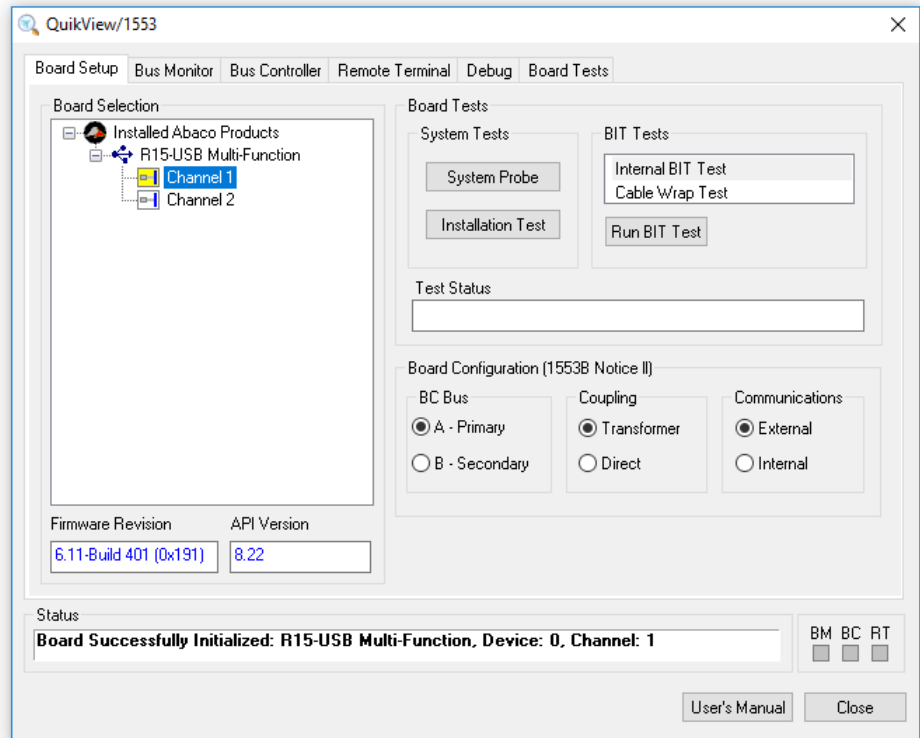 QuikView/1553
Board Setup Bus Monitor Bus Controller Remote Terminal Debug Board Tests
Board Selection
Installed Abaco Products
R15-USB Multi-Function
Channel 1
Channel 2
Firmware Revision
API Version
6.11-Build 401 (0x191)
8.22
Board Tests
System Tests
System Probe
Installation Test
BIT Tests
Internal BIT Test
Cable Wrap Test
Run BIT Test
Test Status
Board Configuration (1553B Notice II)
BC Bus
A - Primary
B - Secondary
Coupling
Transformer
Direct
Communications
External
Internal
Status
Board Successfully Initialized: R15-USB Multi-Function, Device: 0, Channel: 1
BM BC RT
User's Manual
Close